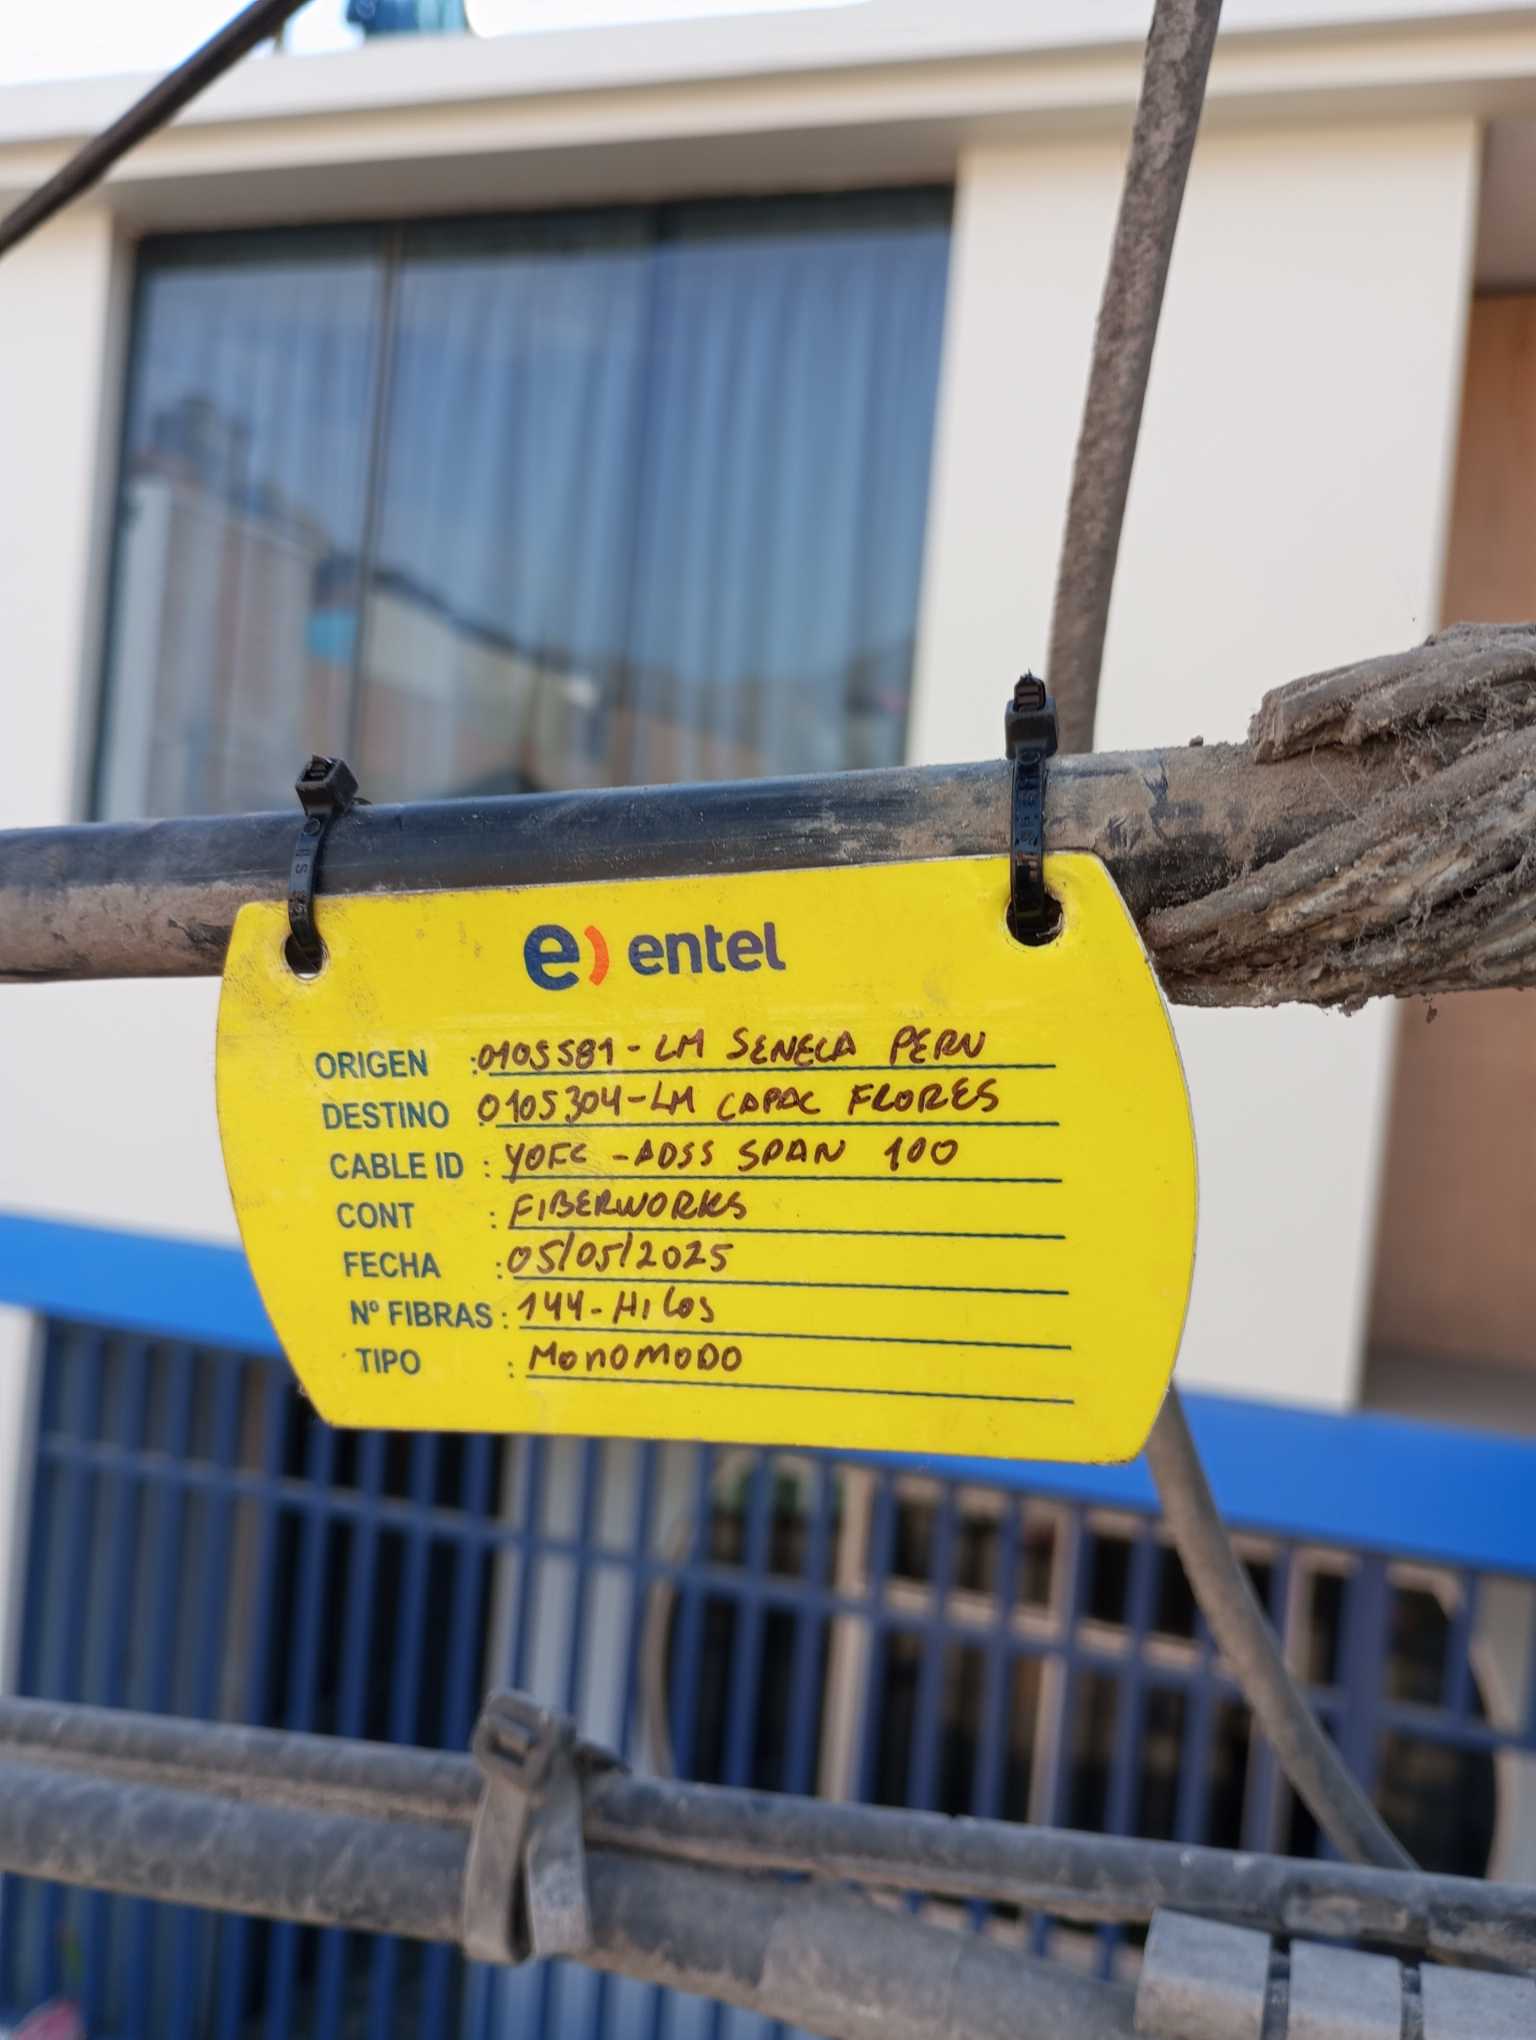 e) entel
ORIGEN : 0105581 - LM SENECA PERU
DESTINO : 0105304 - LM CAPAC FLORES
CABLE ID : YOFC - ADSS SPAN 100
CONT : FIBERWORKS
FECHA : 05/05/2025
Nº FIBRAS : 144 - Hilos
TIPO : MONOMODO